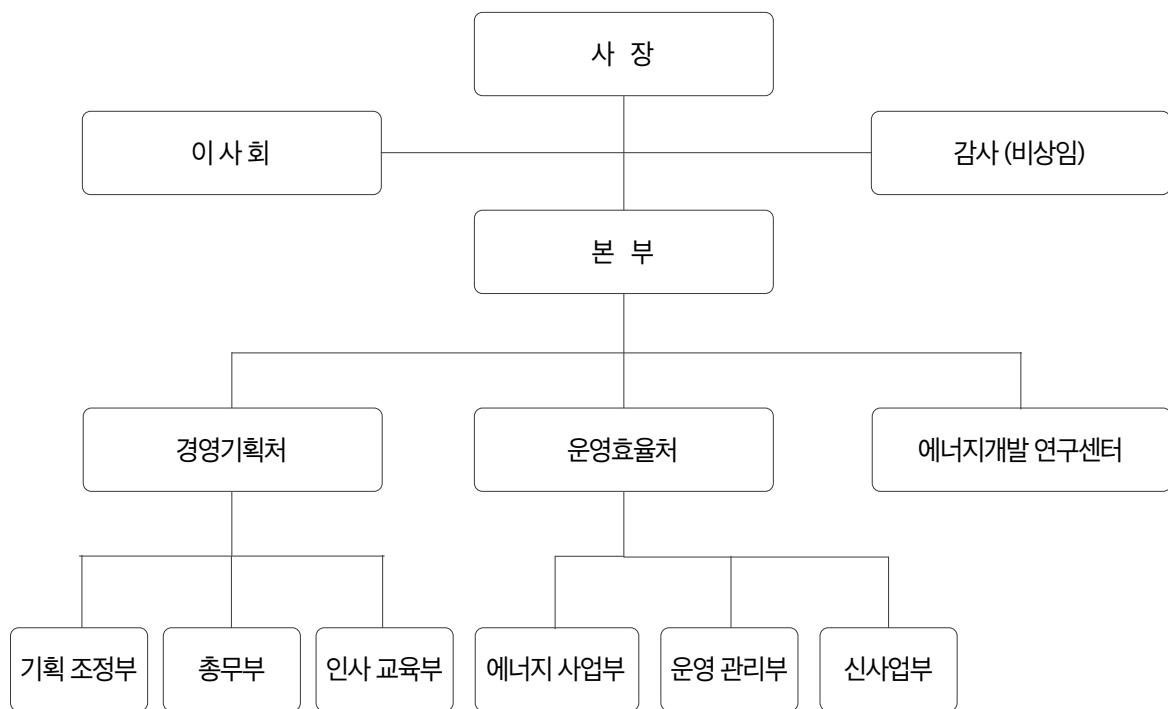 사 장
이 사 회
감사 (비상임)
본 부
경영기획처
운영효율처
에너지개발 연구센터
기획 조정부
총무부
인사 교육부
에너지 사업부
운영 관리부
신사업부